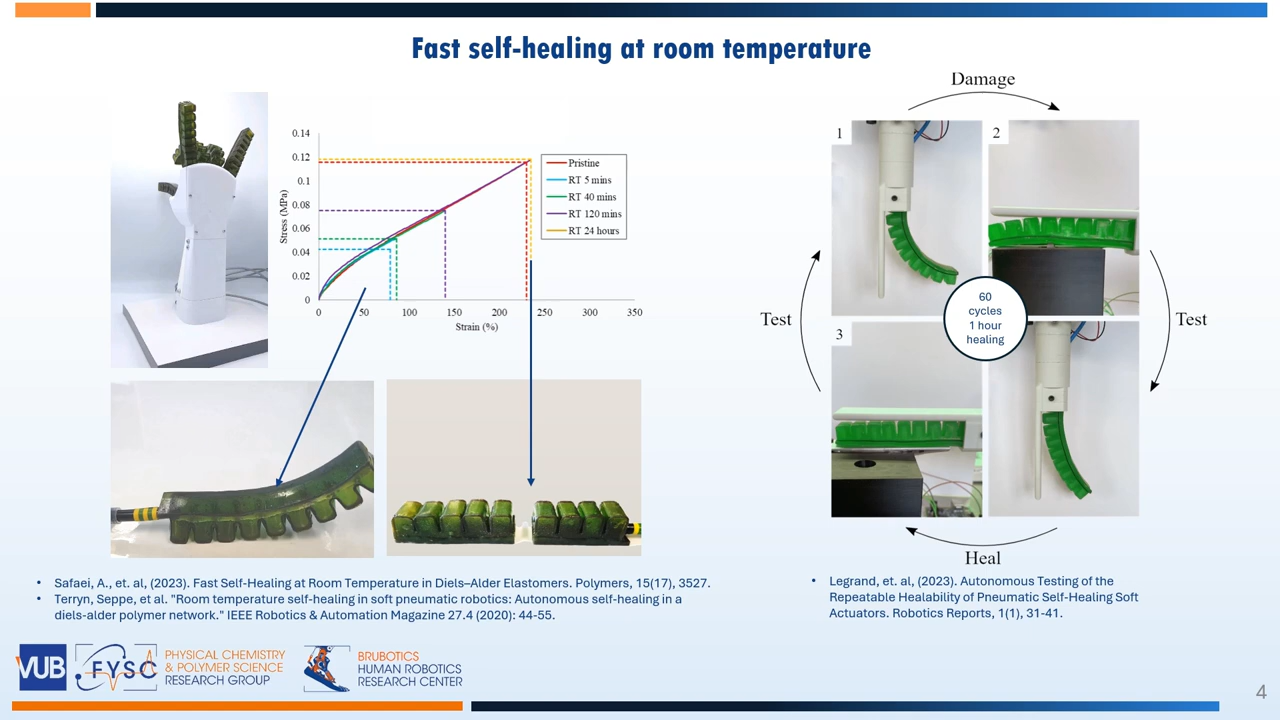 Fast self-healing at room temperature
0.14
0.12
0.1
0.08
0.06
0.04
0.02
0
Stress (MPa)
0
50
100
150
200
250
300
350
Strain (%)
Pristine
RT 5 mins
RT 40 mins
RT 120 mins
RT 24 hours
Damage
1
2
Test
60
cycles
1 hour
healing
Test
3
Heal
• Safaei, A., et. al, (2023). Fast Self-Healing at Room Temperature in Diels–Alder Elastomers. Polymers, 15(17), 3527.
• Terryn, Seppe, et al. "Room temperature self-healing in soft pneumatic robotics: Autonomous self-healing in a
diels-alder polymer network." IEEE Robotics & Automation Magazine 27.4 (2020): 44-55.
• Legrand, et. al, (2023). Autonomous Testing of the
Repeatable Healability of Pneumatic Self-Healing Soft
Actuators. Robotics Reports, 1(1), 31-41.
VUB
FYSC
PHYSICAL CHEMISTRY
& POLYMER SCIENCE
RESEARCH GROUP
BRUBOTICS
HUMAN ROBOTICS
RESEARCH CENTER
4